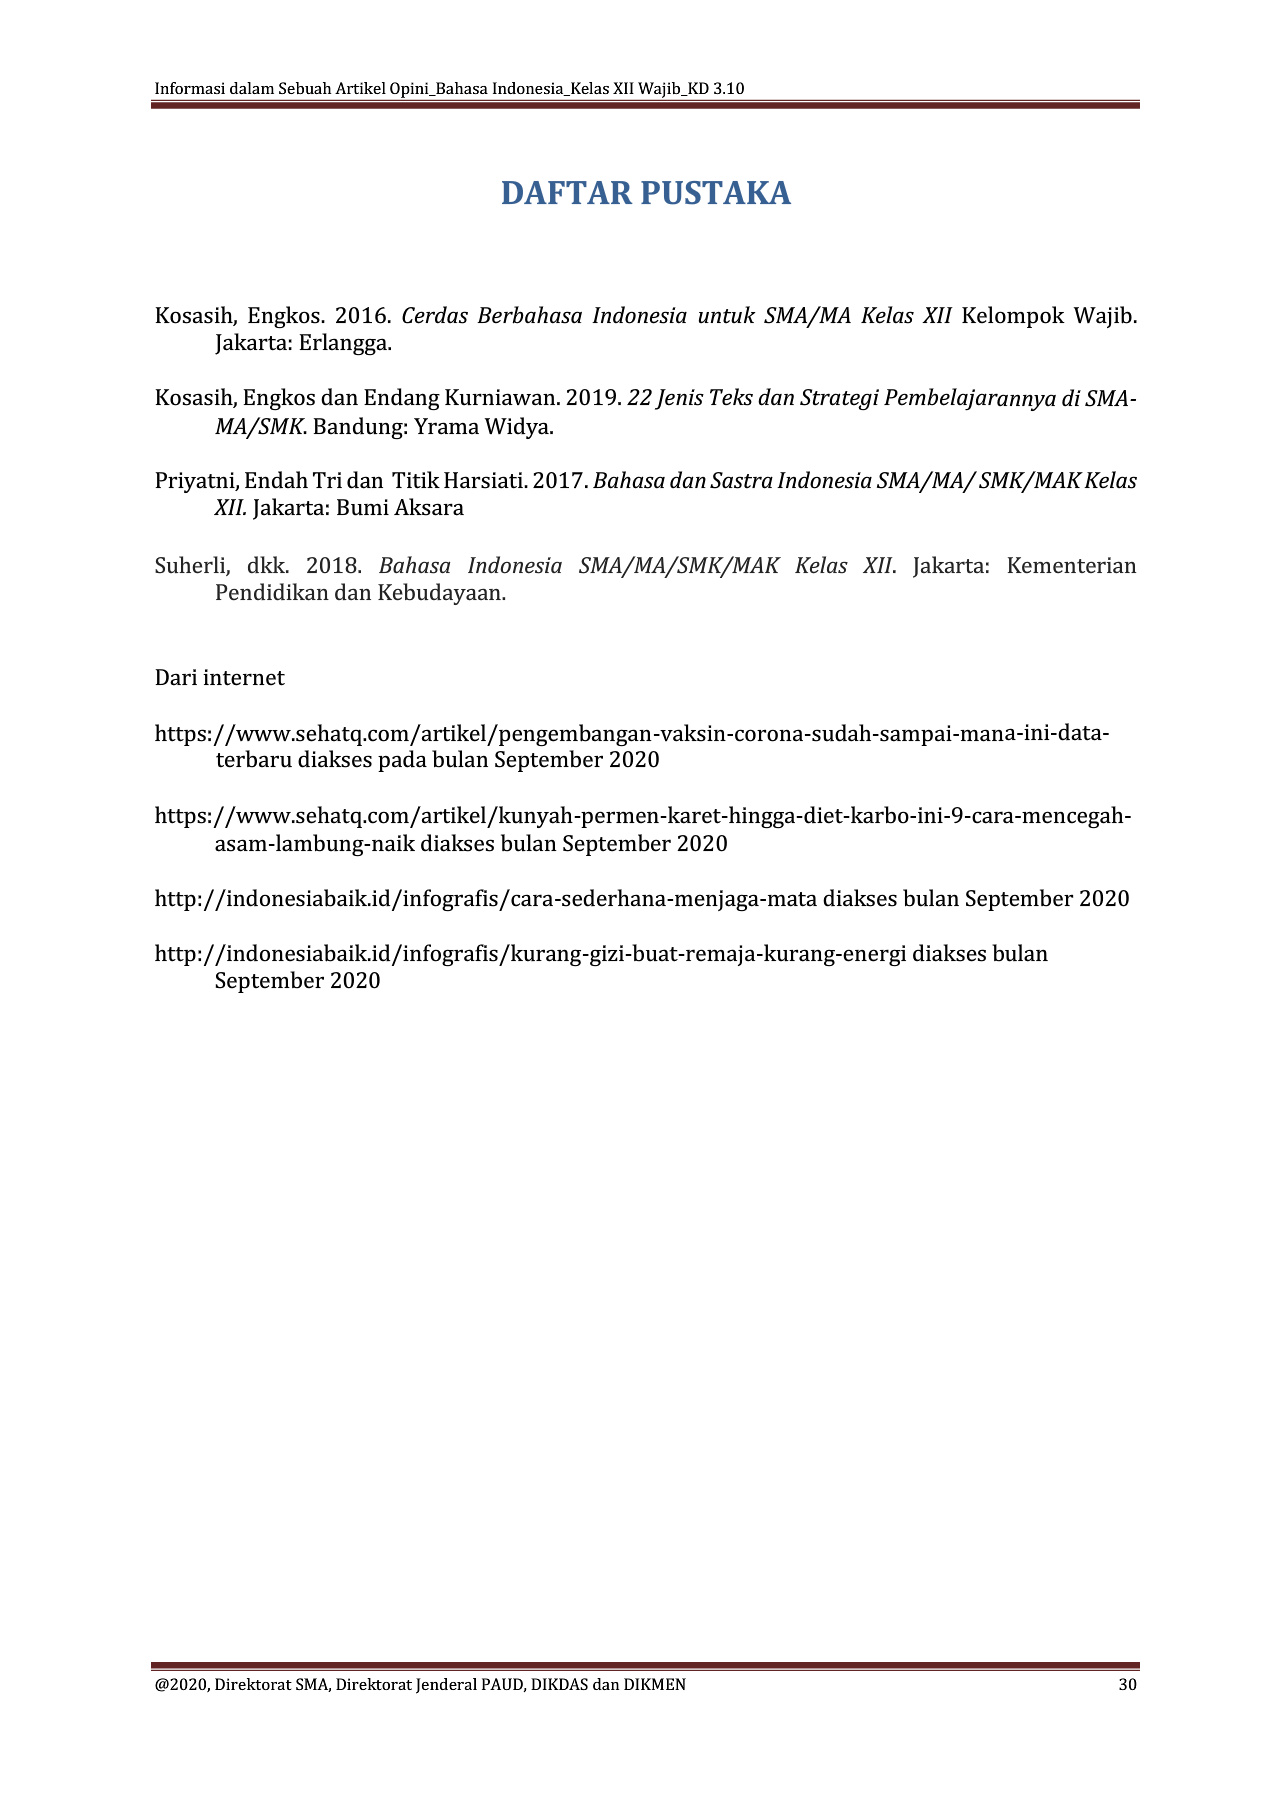 Informasi dalam Sebuah Artikel Opini_Bahasa Indonesia_Kelas XII Wajib_KD 3.10
DAFTAR PUSTAKA
Kosasih, Engkos. 2016. Cerdas Berbahasa Indonesia untuk SMA/MA Kelas XII Kelompok Wajib.
Jakarta: Erlangga.
Kosasih, Engkos dan Endang Kurniawan. 2019. 22 Jenis Teks dan Strategi Pembelajarannya di SMA-
MA/SMK. Bandung: Yrama Widya.
Priyatni, Endah Tri dan Titik Harsiati. 2017. Bahasa dan Sastra Indonesia SMA/MA/ SMK/MAK Kelas
XII. Jakarta: Bumi Aksara
Suherli, dkk. 2018. Bahasa Indonesia SMA/MA/SMK/MAK Kelas XII. Jakarta: Kementerian
Pendidikan dan Kebudayaan.
Dari internet
https://www.sehatq.com/artikel/pengembangan-vaksin-corona-sudah-sampai-mana-ini-data-
terbaru diakses pada bulan September 2020
https://www.sehatq.com/artikel/kunyah-permen-karet-hingga-diet-karbo-ini-9-cara-mencegah-
asam-lambung-naik diakses bulan September 2020
http://indonesiabaik.id/infografis/cara-sederhana-menjaga-mata diakses bulan September 2020
http://indonesiabaik.id/infografis/kurang-gizi-buat-remaja-kurang-energi diakses bulan
September 2020
@2020, Direktorat SMA, Direktorat Jenderal PAUD, DIKDAS dan DIKMEN 30